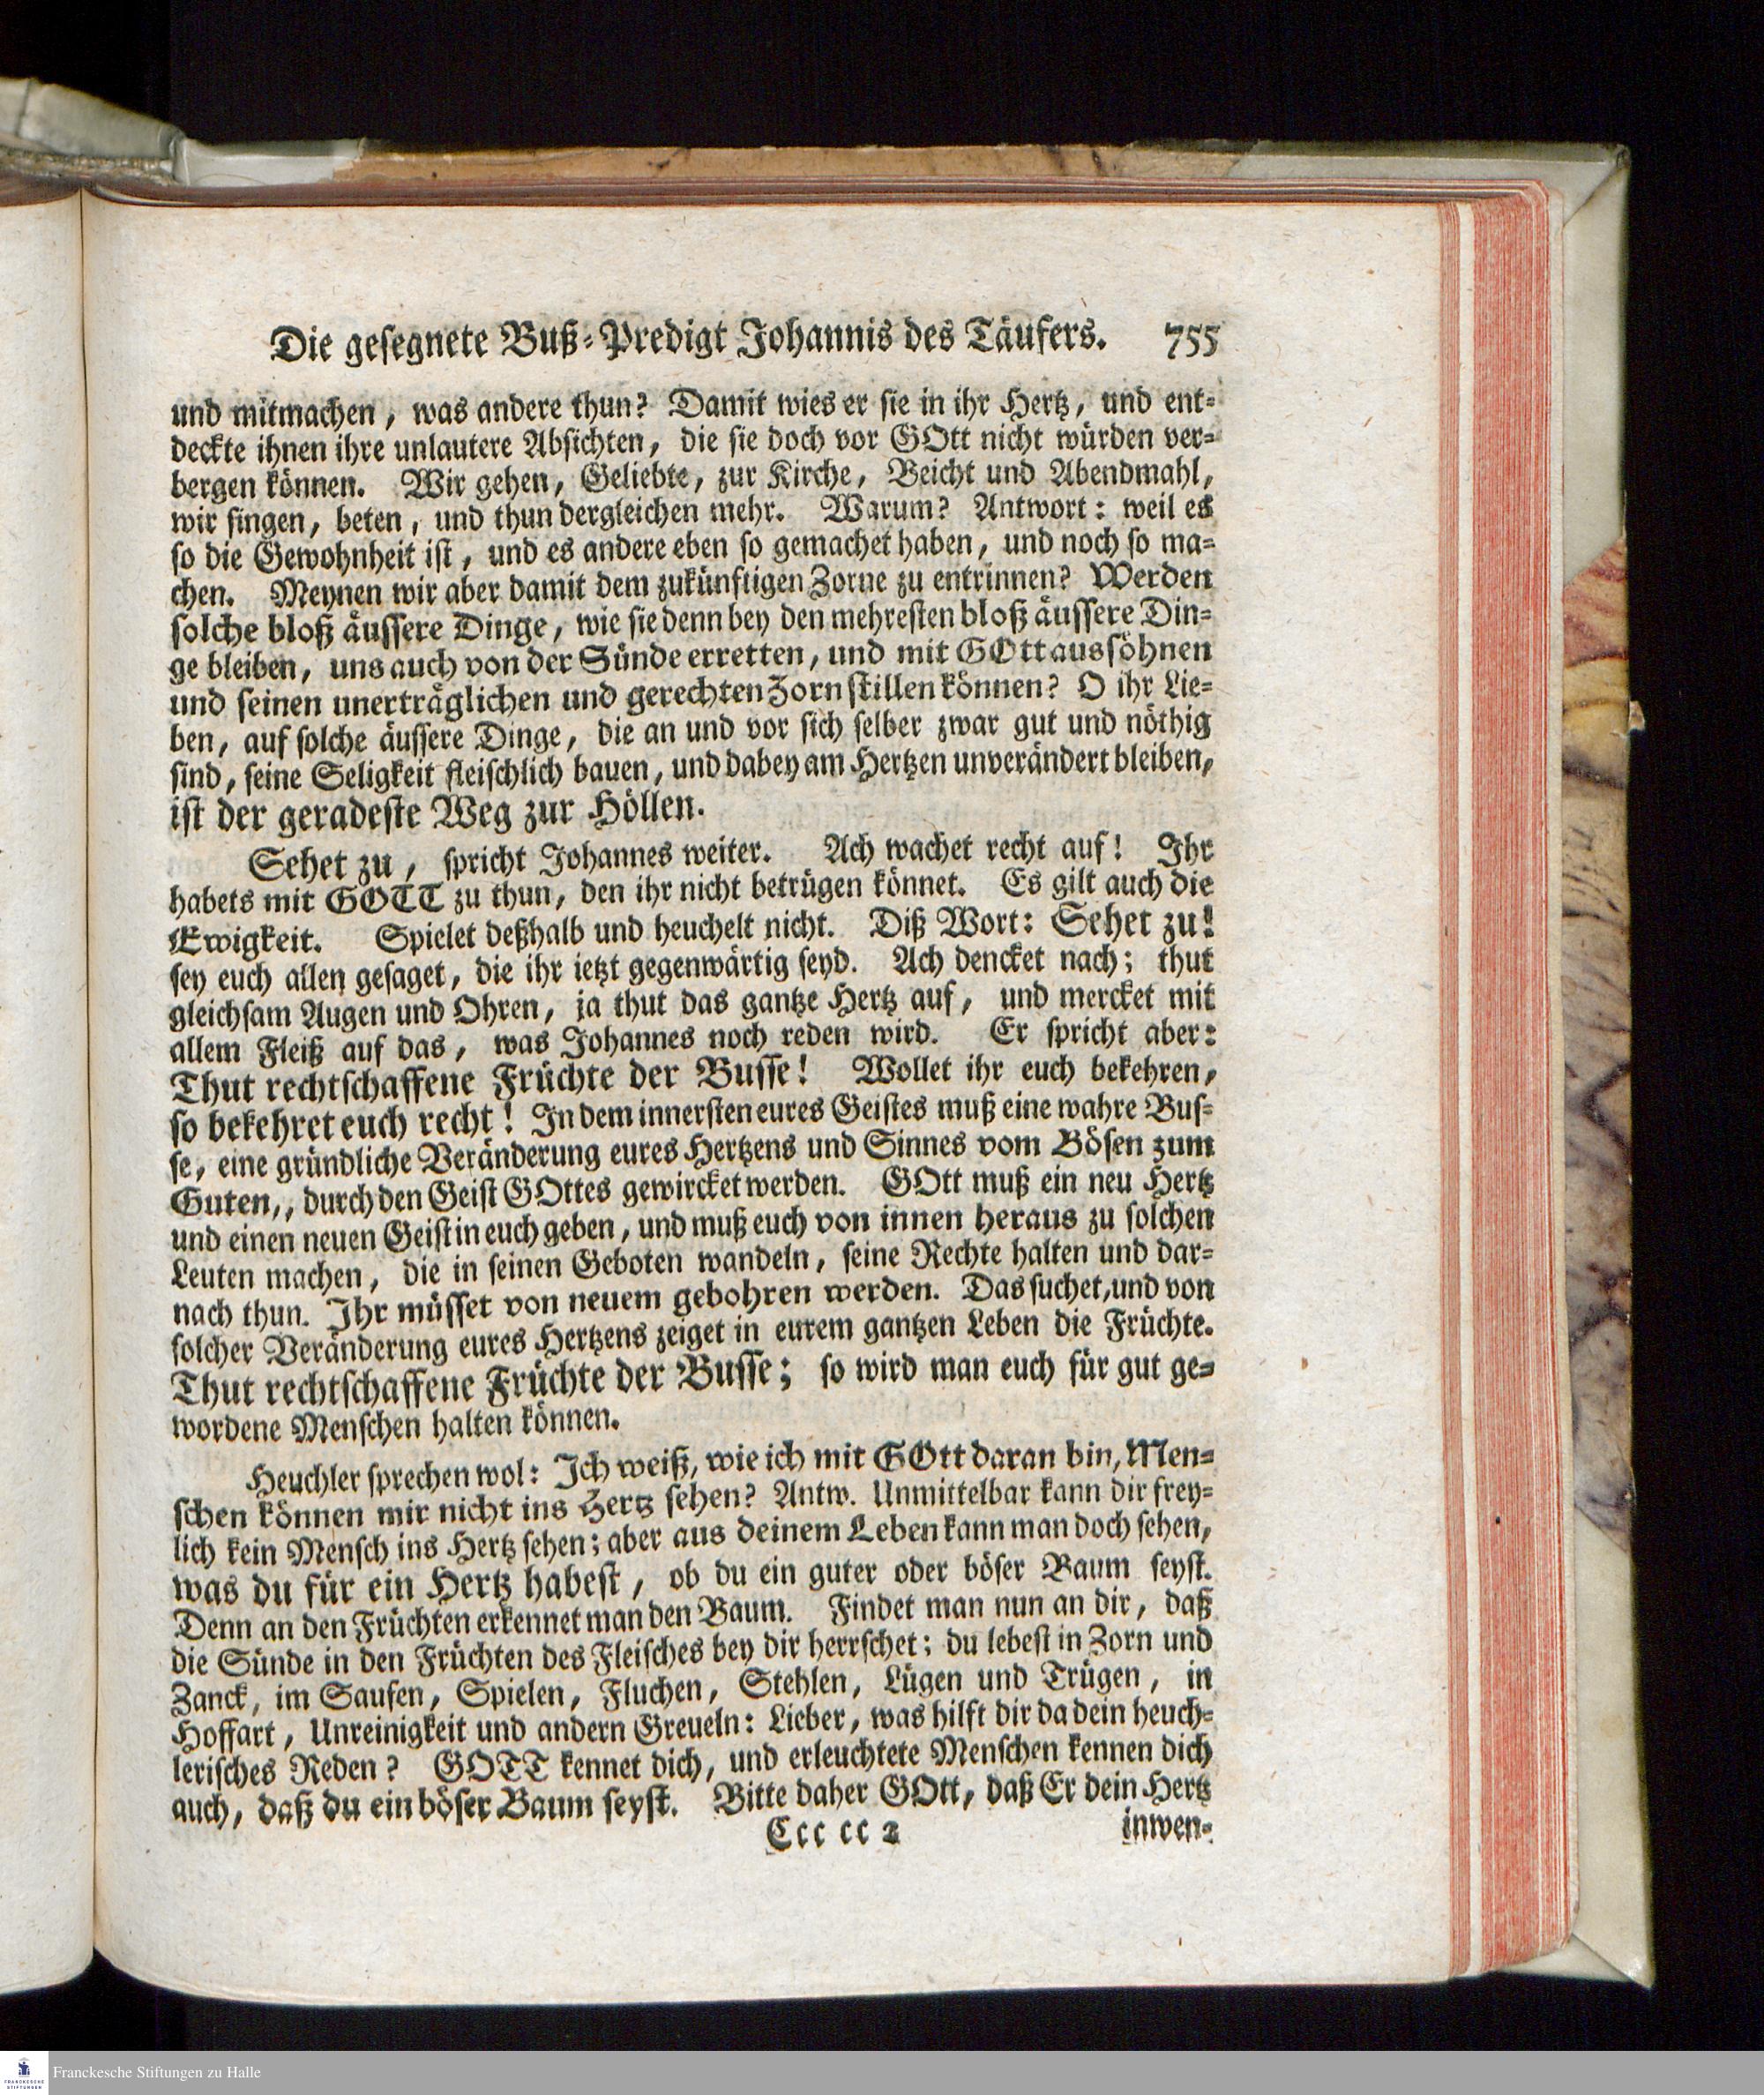 Die gesegnete Buß-Predigt Johannis des Täufers. 755
und mitmachen, was andere thun? Damit wies er sie in ihr Hertz, und ent-
deckte ihnen ihre unlautere Absichten, die sie doch vor GOtt nicht würden ver-
bergen können. Wir gehen, Geliebte, zur Kirche, Beicht und Abendmahl,
wir singen, beten, und thun dergleichen mehr. Warum? Antwort: weil es
so die Gewohnheit ist, und es andere eben so gemachet haben, und noch so ma-
chen. Meynen wir aber damit dem zukünftigen Zorne zu entrinnen? Werden
solche bloß äussere Dinge, wie sie denn bey den mehresten bloß äussere Din-
ge bleiben, uns auch von der Sünde erretten, und mit GOtt aussöhnen
und seinen unerträglichen und gerechten Zorn stillen können? O ihr Lie-
ben, auf solche äussere Dinge, die an und vor sich selber zwar gut und nöthig
sind, seine Seligkeit fleischlich bauen, und dabey am Hertzen unverändert bleiben,
ist der geradeste Weg zur Höllen.
Sehet zu, spricht Johannes weiter. Ach wachet recht auf! Ihr
habets mit GOTT zu thun, den ihr nicht betrügen könnet. Es gilt auch die
Ewigkeit. Spielet deßhalb und heuchelt nicht. Diß Wort: Sehet zu!
sey euch allen gesaget, die ihr ietzt gegenwärtig seyd. Ach dencket nach; thut
gleichsam Augen und Ohren, ja thut das gantze Hertz auf, und mercket mit
allem Fleiß auf das, was Johannes noch reden wird. Er spricht aber:
Thut rechtschaffene Früchte der Busse! Wollet ihr euch bekehren,
so bekehret euch recht! In dem innersten eures Geistes muß eine wahre Bus-
se, eine gründliche Veränderung eures Hertzens und Sinnes vom Bösen zum
Guten,, durch den Geist GOttes gewircket werden. GOtt muß ein neu Hertz
und einen neuen Geist in euch geben, und muß euch von innen heraus zu solchen
Leuten machen, die in seinen Geboten wandeln, seine Rechte halten und dar-
nach thun. Ihr müsset von neuem gebohren werden. Das suchet, und von
solcher Veränderung eures Hertzens zeiget in eurem gantzen Leben die Früchte.
Thut rechtschaffene Früchte der Busse; so wird man euch für gut ge-
wordene Menschen halten können.
Heuchler sprechen wol: Ich weiß, wie ich mit GOtt daran bin, Men-
schen können mir nicht ins Hertz sehen? Antw. Unmittelbar kann dir frey-
lich kein Mensch ins Hertz sehen; aber aus deinem Leben kann man doch sehen,
was du für ein Hertz habest, ob du ein guter oder böser Baum seyst.
Denn an den Früchten erkennet man den Baum. Findet man nun an dir, daß
die Sünde in den Früchten des Fleisches bey dir herrschet; du lebest in Zorn und
Zanck, im Saufen, Spielen, Fluchen, Stehlen, Lügen und Trügen, in
Hoffart, Unreinigkeit und andern Greueln: Lieber, was hilft dir da dein heuch-
lerisches Reden? GOTT kennet dich, und erleuchtete Menschen kennen dich
auch, daß du ein böser Baum seyst. Bitte daher GOtt, daß Er dein Hertz
Ccc cc 2 inwen-
FRANCKESCHE
STIFTUNGEN
Franckesche Stiftungen zu Halle